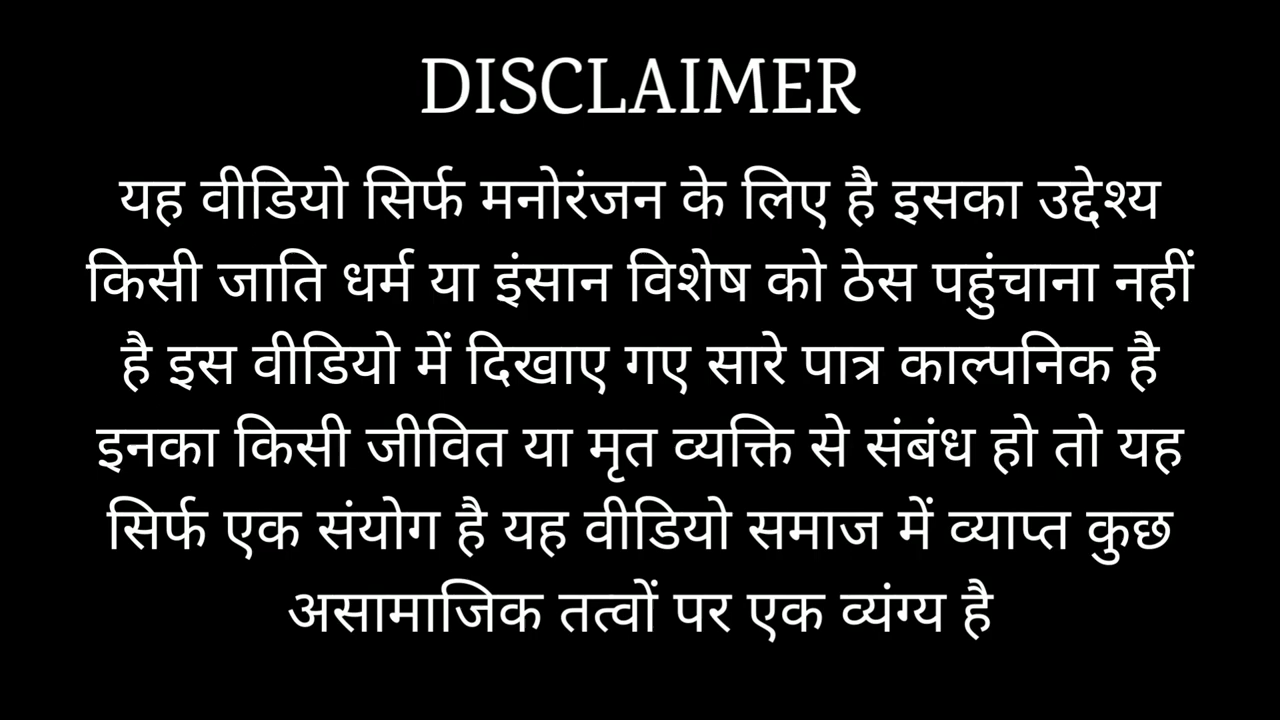 DISCLAIMER
यह वीडियो सिर्फ मनोरंजन के लिए है इसका उद्देश्य
किसी जाति धर्म या इंसान विशेष को ठेस पहुंचाना नहीं
है इस वीडियो में दिखाए गए सारे पात्र काल्पनिक है
इनका किसी जीवित या मृत व्यक्ति से संबंध हो तो यह
सिर्फ एक संयोग है यह वीडियो समाज में व्याप्त कुछ
असामाजिक तत्वों पर एक व्यंग्य है